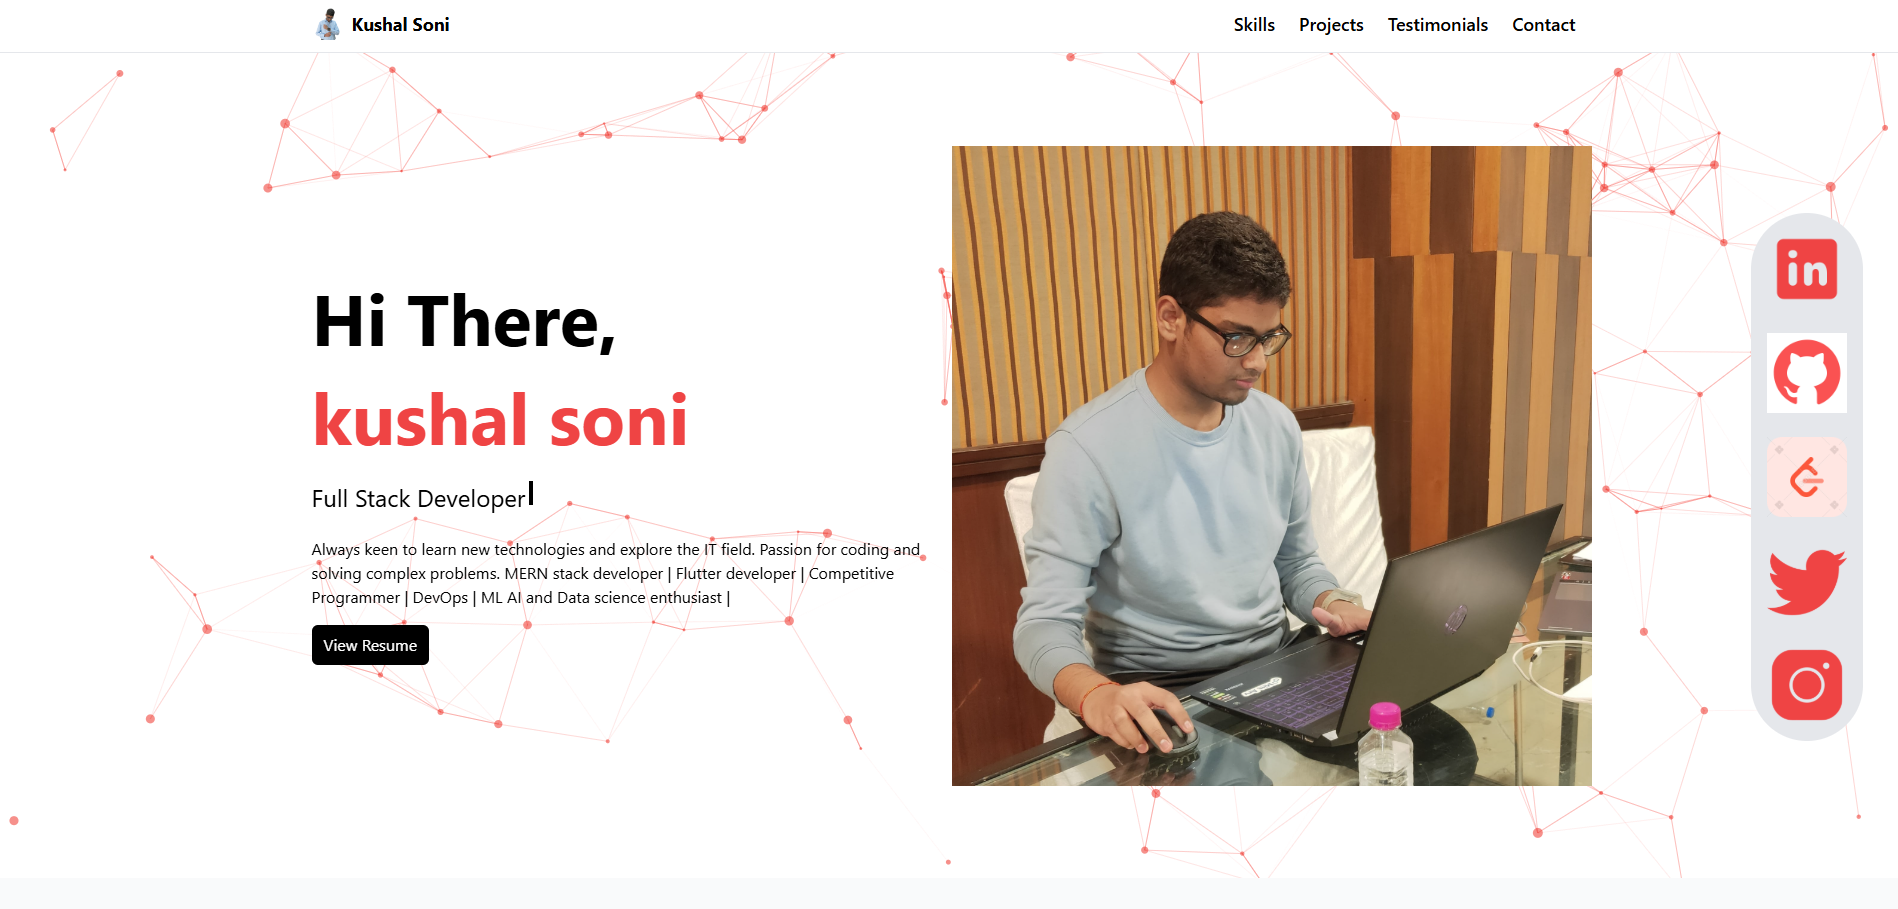 Kushal Soni
Skills Projects Testimonials Contact
Hi There,
kushal soni
Full Stack Developer
Always keen to learn new technologies and explore the IT field. Passion for coding and
solving complex problems. MERN stack developer | Flutter developer | Competitive
Programmer | DevOps | ML AI and Data science enthusiast |
View Resume
in